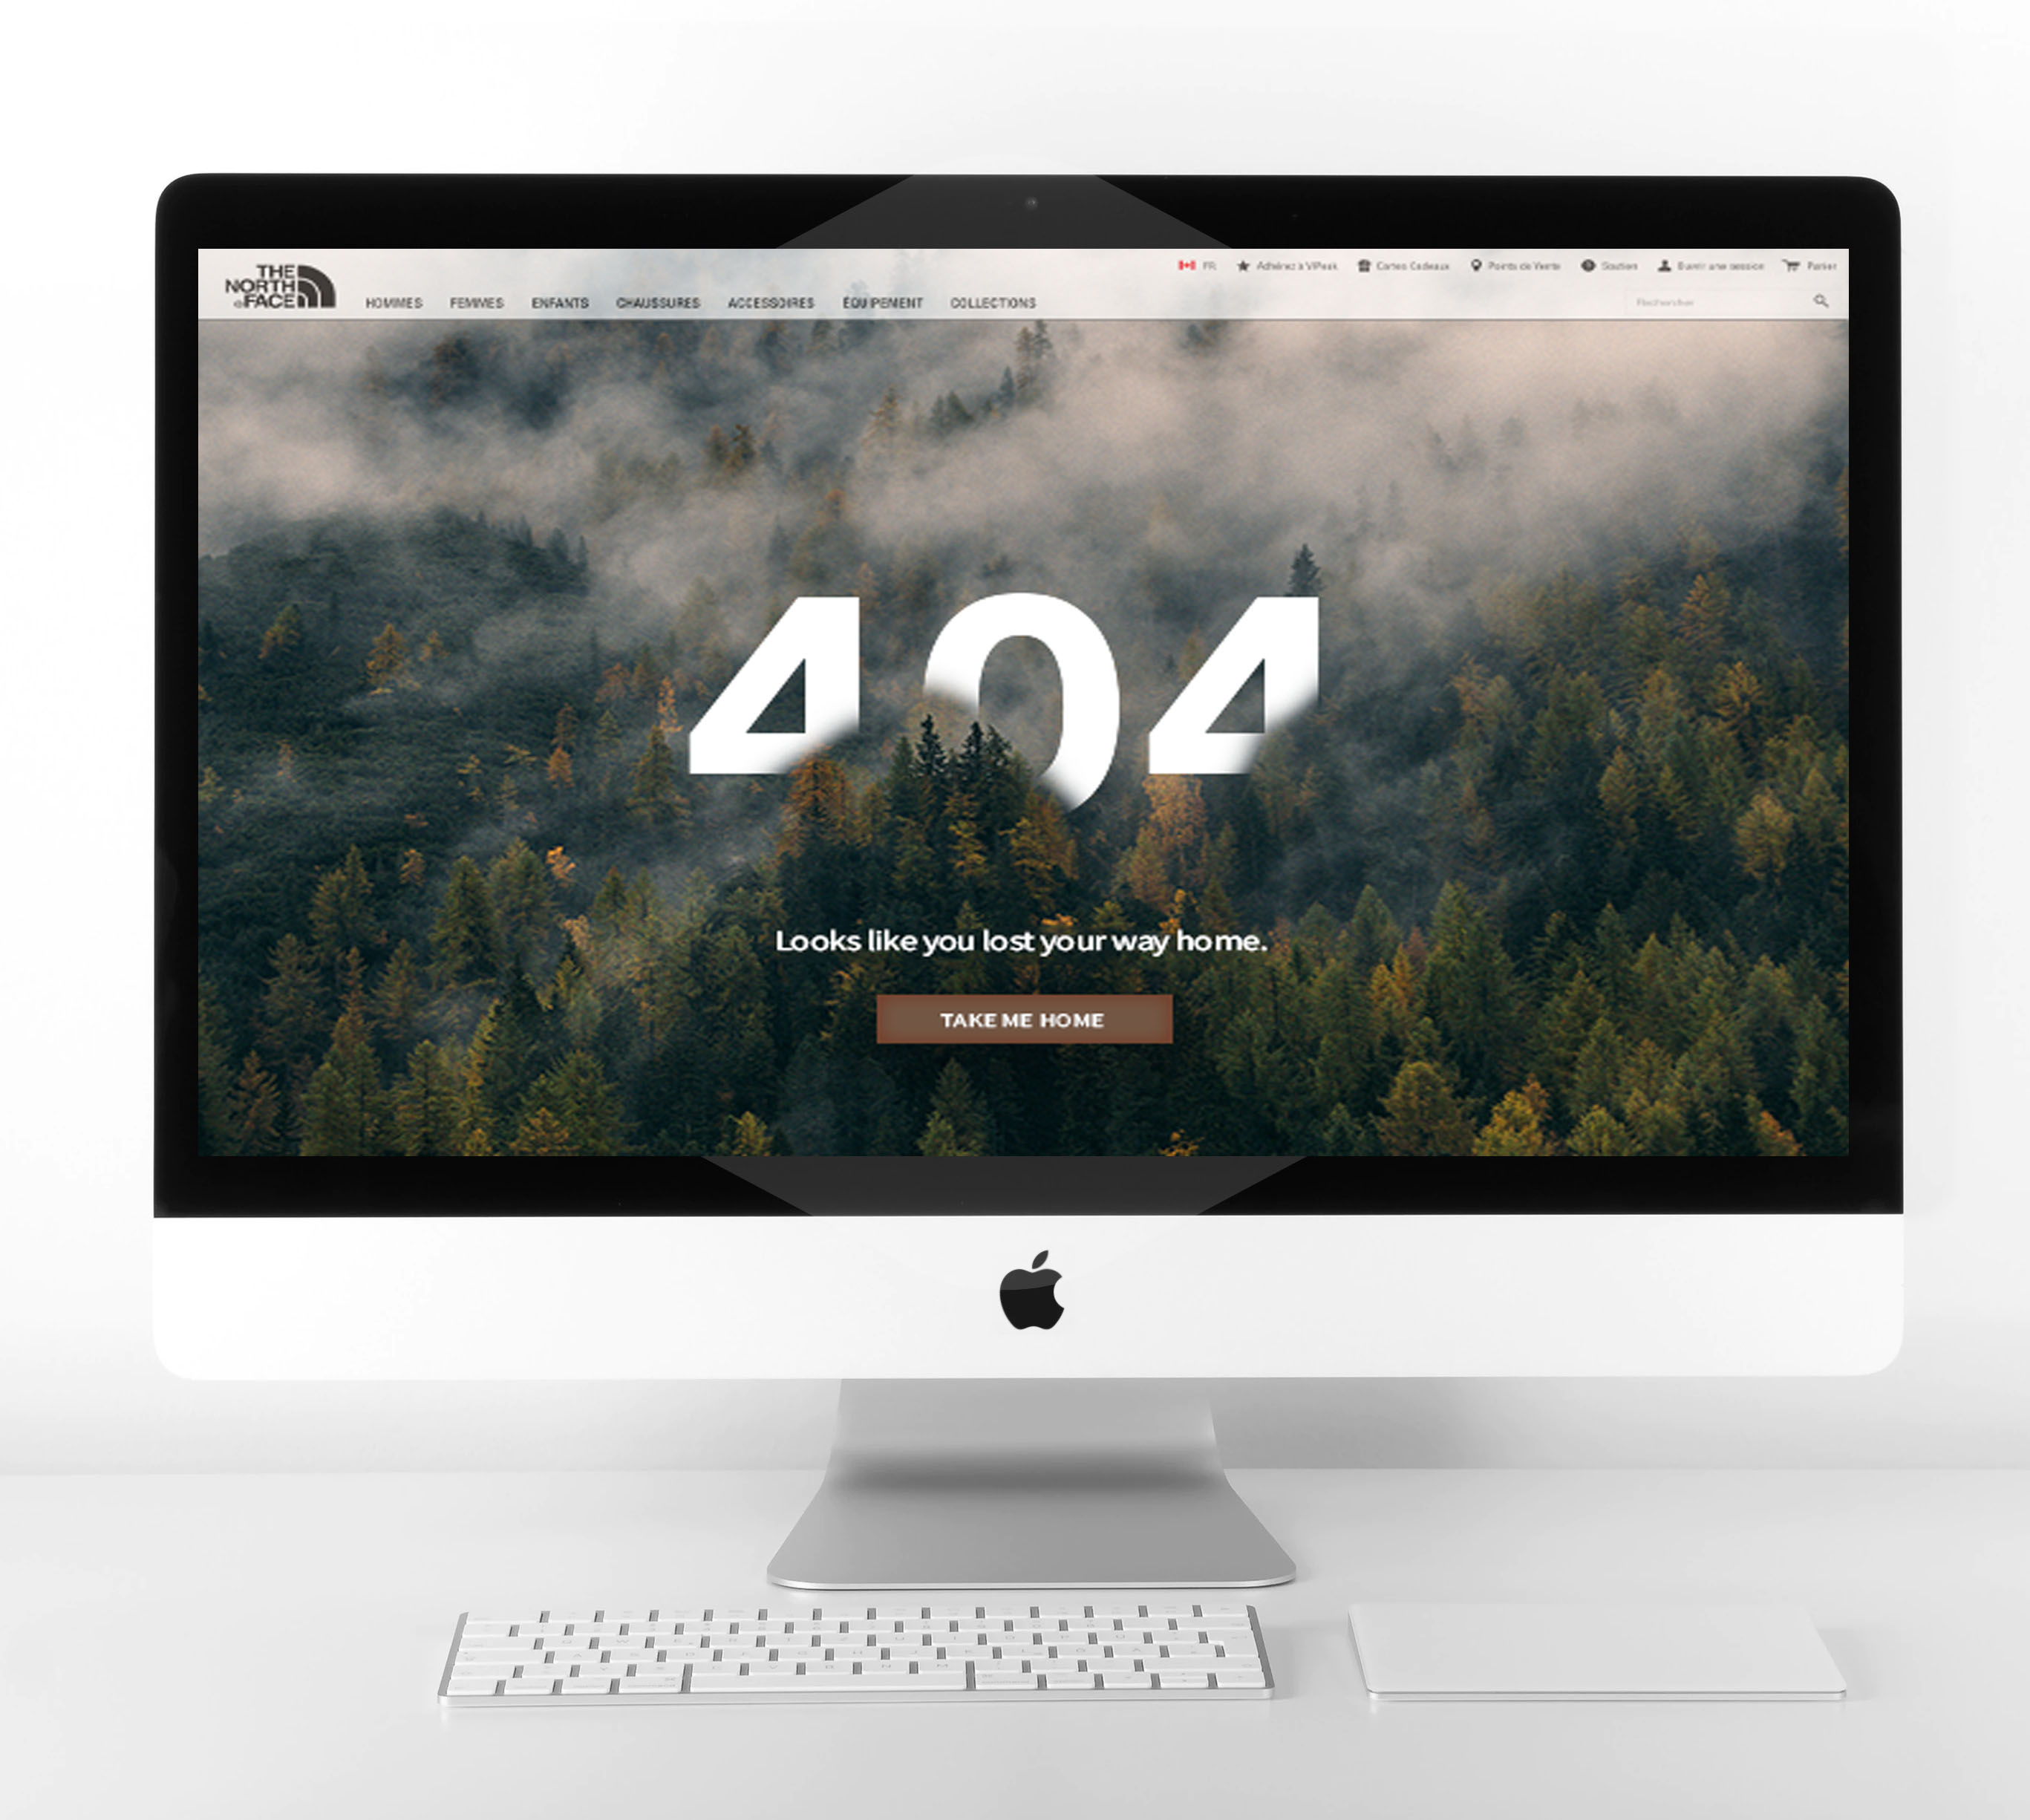 THE
NORTH
FACE
FR
Adhérez à VIPeak
Cartes Cadeaux
Points de Vente
Soutien
Ouvrir une session
Panier
HOMMES FEMMES ENFANTS CHAUSSURES ACCESSOIRES ÉQUIPEMENT COLLECTIONS
Rechercher
404
Looks like you lost your way home.
TAKE ME HOME